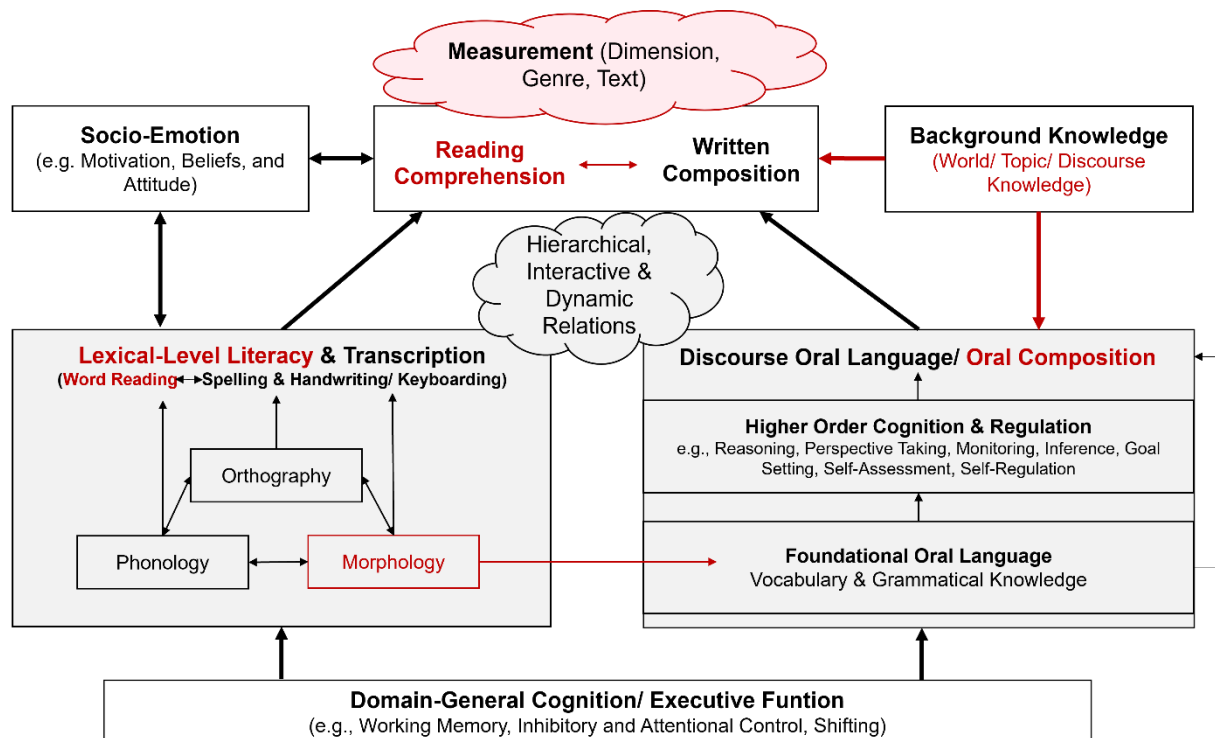 Measurement (Dimension,
Genre, Text)
Socio-Emotion
(e.g. Motivation, Beliefs, and
Attitude)
Reading
Comprehension
Written
Composition
Background Knowledge
(World/ Topic/ Discourse
Knowledge)
Hierarchical,
Interactive &
Dynamic
Relations
Lexical-Level Literacy & Transcription
(Word Reading Spelling & Handwriting/ Keyboarding)
Orthography
Phonology
Morphology
Discourse Oral Language/ Oral Composition
Higher Order Cognition & Regulation
e.g., Reasoning, Perspective Taking, Monitoring, Inference, Goal
Setting, Self-Assessment, Self-Regulation
Foundational Oral Language
Vocabulary & Grammatical Knowledge
Domain-General Cognition/ Executive Funtion
(e.g., Working Memory, Inhibitory and Attentional Control, Shifting)